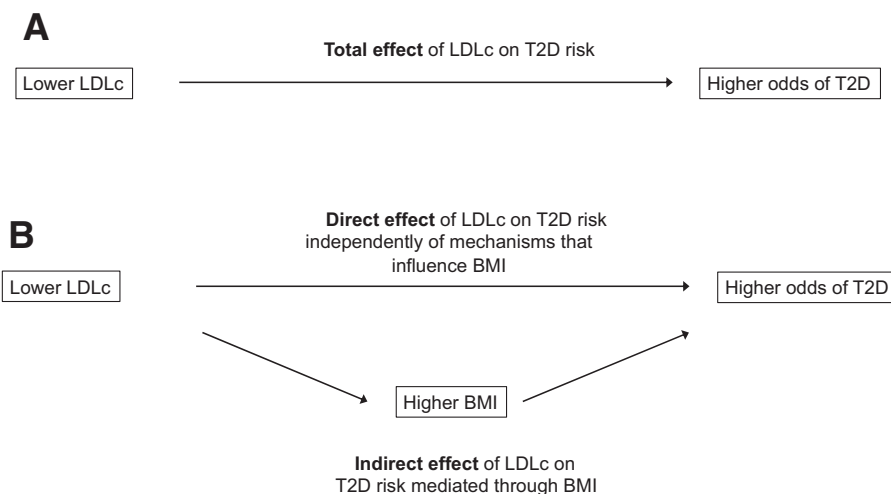 A
Total effect of LDLc on T2D risk
Lower LDLc
Higher odds of T2D
B
Direct effect of LDLc on T2D risk
independently of mechanisms that
influence BMI
Lower LDLc
Higher odds of T2D
Higher BMI
Indirect effect of LDLc on
T2D risk mediated through BMI